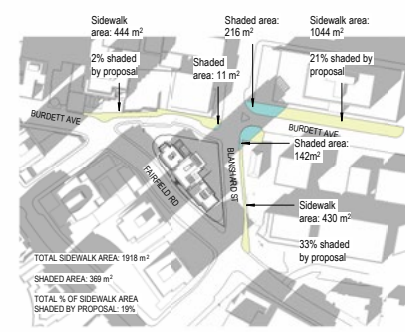 Sidewalk
area: 444 m²
2% shaded
by proposal
Shaded
area: 11 m²
Shaded area:
216 m²
Sidewalk area:
1044 m²
21% shaded by
proposal
BURDETT AVE
BURDETT AVE
Shaded area:
142m²
FAIRFIELD RD
BLANSHARD ST
Sidewalk
area: 430 m²
33% shaded
by proposal
TOTAL SIDEWALK AREA: 1918 m²
SHADED AREA: 369 m²
TOTAL % OF SIDEWALK AREA
SHADED BY PROPOSAL: 19%